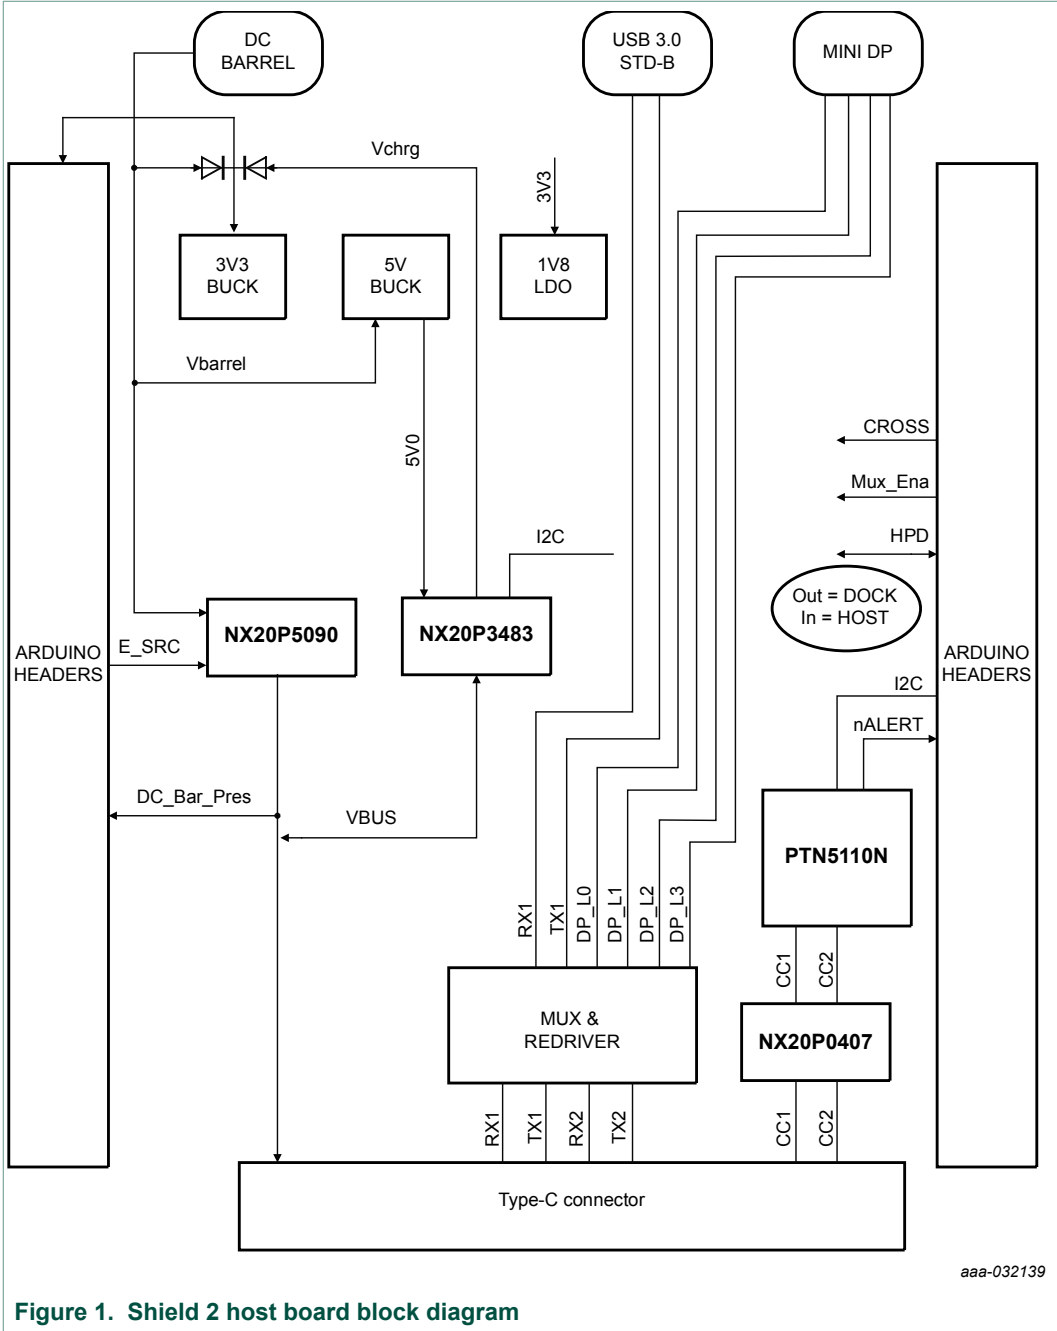 DC
BARREL
USB 3.0
STD-B
MINI DP
Vchrg
3V3
3V3
BUCK
5V
BUCK
1V8
LDO
Vbarrel
5V0
CROSS
Mux_Ena
I2C
HPD
Out = DOCK
In = HOST
NX20P5090
NX20P3483
E_SRC
ARDUINO
HEADERS
ARDUINO
HEADERS
I2C
nALERT
DC_Bar_Pres
VBUS
PTN5110N
RX1
TX1
DP_L0
DP_L1
DP_L2
DP_L3
CC1
CC2
MUX &
REDRIVER
NX20P0407
RX1
TX1
RX2
TX2
CC1
CC2
Type-C connector
aaa-032139
Figure 1. Shield 2 host board block diagram